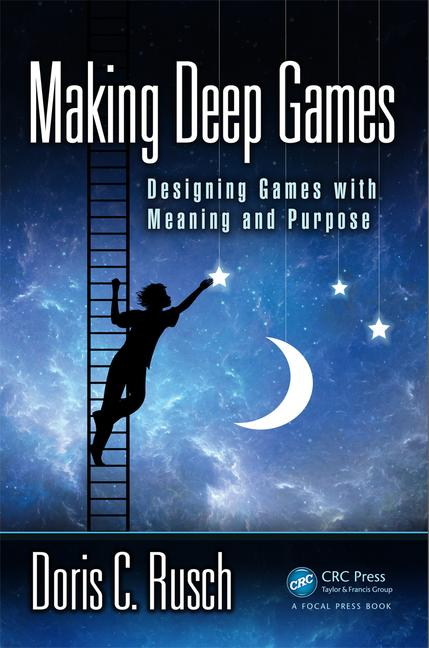 Making Deep Games
Designing Games with
Meaning and Purpose
Doris C. Rusch
CRC
CRC Press
Taylor & Francis Group
A FOCAL PRESS BOOK